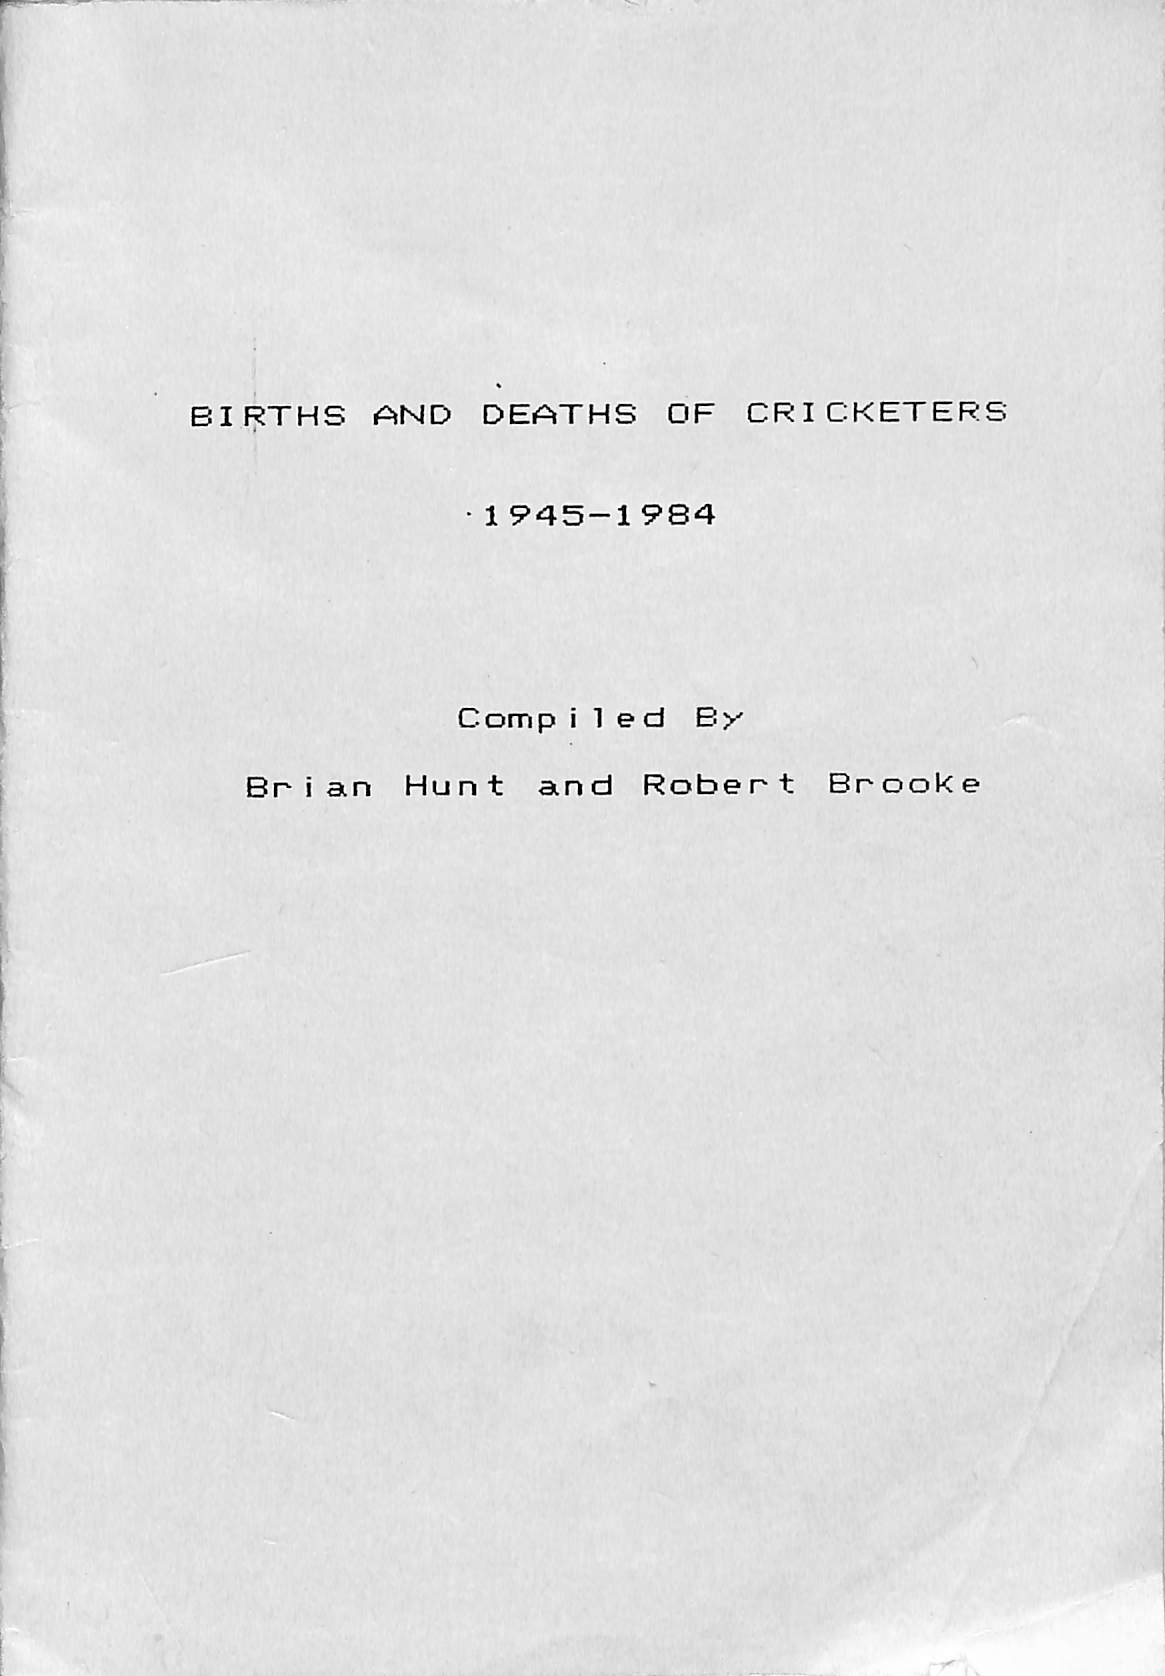 BIRTHS AND DEATHS OF CRICKETERS
1945-1984
Compiled By
Brian Hunt and Robert Brooke